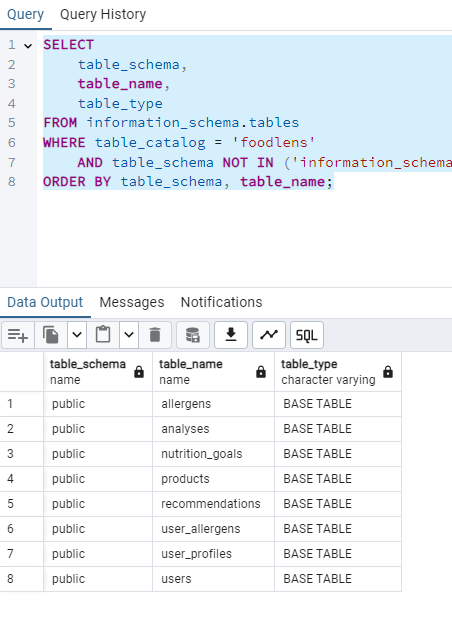 Query Query History
1 SELECT
2 table_schema,
3 table_name,
4 table_type
5 FROM information_schema.tables
6 WHERE table_catalog = 'foodlens'
7 AND table_schema NOT IN ('information_schema
8 ORDER BY table_schema, table_name;
Data Output Messages Notifications
SQL
table_schema table_name table_type
name name character varying
1 public allergens BASE TABLE
2 public analyses BASE TABLE
3 public nutrition_goals BASE TABLE
4 public products BASE TABLE
5 public recommendations BASE TABLE
6 public user_allergens BASE TABLE
7 public user_profiles BASE TABLE
8 public users BASE TABLE